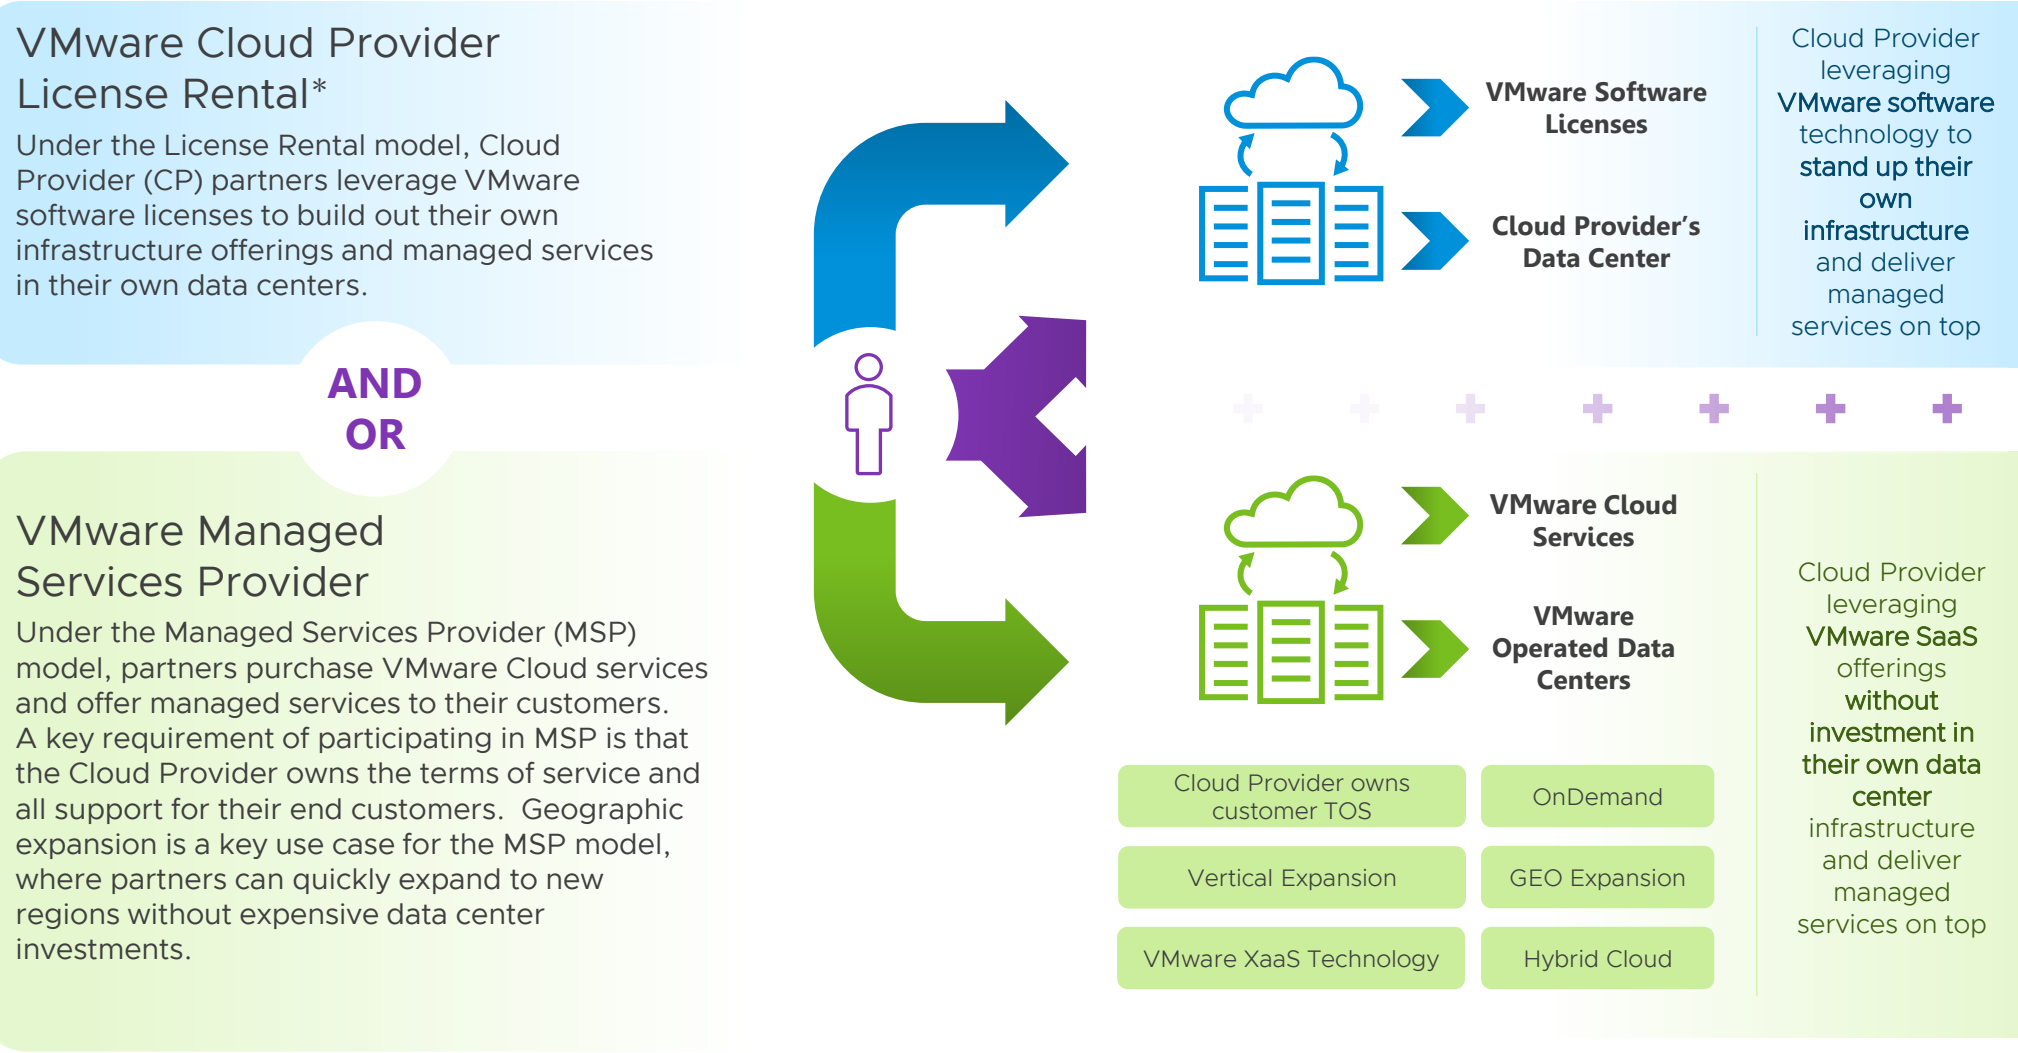 VMware Cloud Provider
License Rental*
Under the License Rental model, Cloud
Provider (CP) partners leverage VMware
software licenses to build out their own
infrastructure offerings and managed services
in their own data centers.
AND
OR
VMware Managed
Services Provider
Under the Managed Services Provider (MSP)
model, partners purchase VMware Cloud services
and offer managed services to their customers.
A key requirement of participating in MSP is that
the Cloud Provider owns the terms of service and
all support for their end customers.  Geographic
expansion is a key use case for the MSP model,
where partners can quickly expand to new
regions without expensive data center
investments.
VMware Software
Licenses
Cloud Provider’s
Data Center
Cloud Provider
leveraging
VMware software
technology to
stand up their
own
infrastructure
and deliver
managed
services on top
VMware Cloud
Services
VMware
Operated Data
Centers
Cloud Provider owns
customer TOS
OnDemand
Vertical Expansion
GEO Expansion
VMware XaaS Technology
Hybrid Cloud
Cloud Provider
leveraging
VMware SaaS
offerings
without
investment in
their own data
center
infrastructure
and deliver
managed
services on top